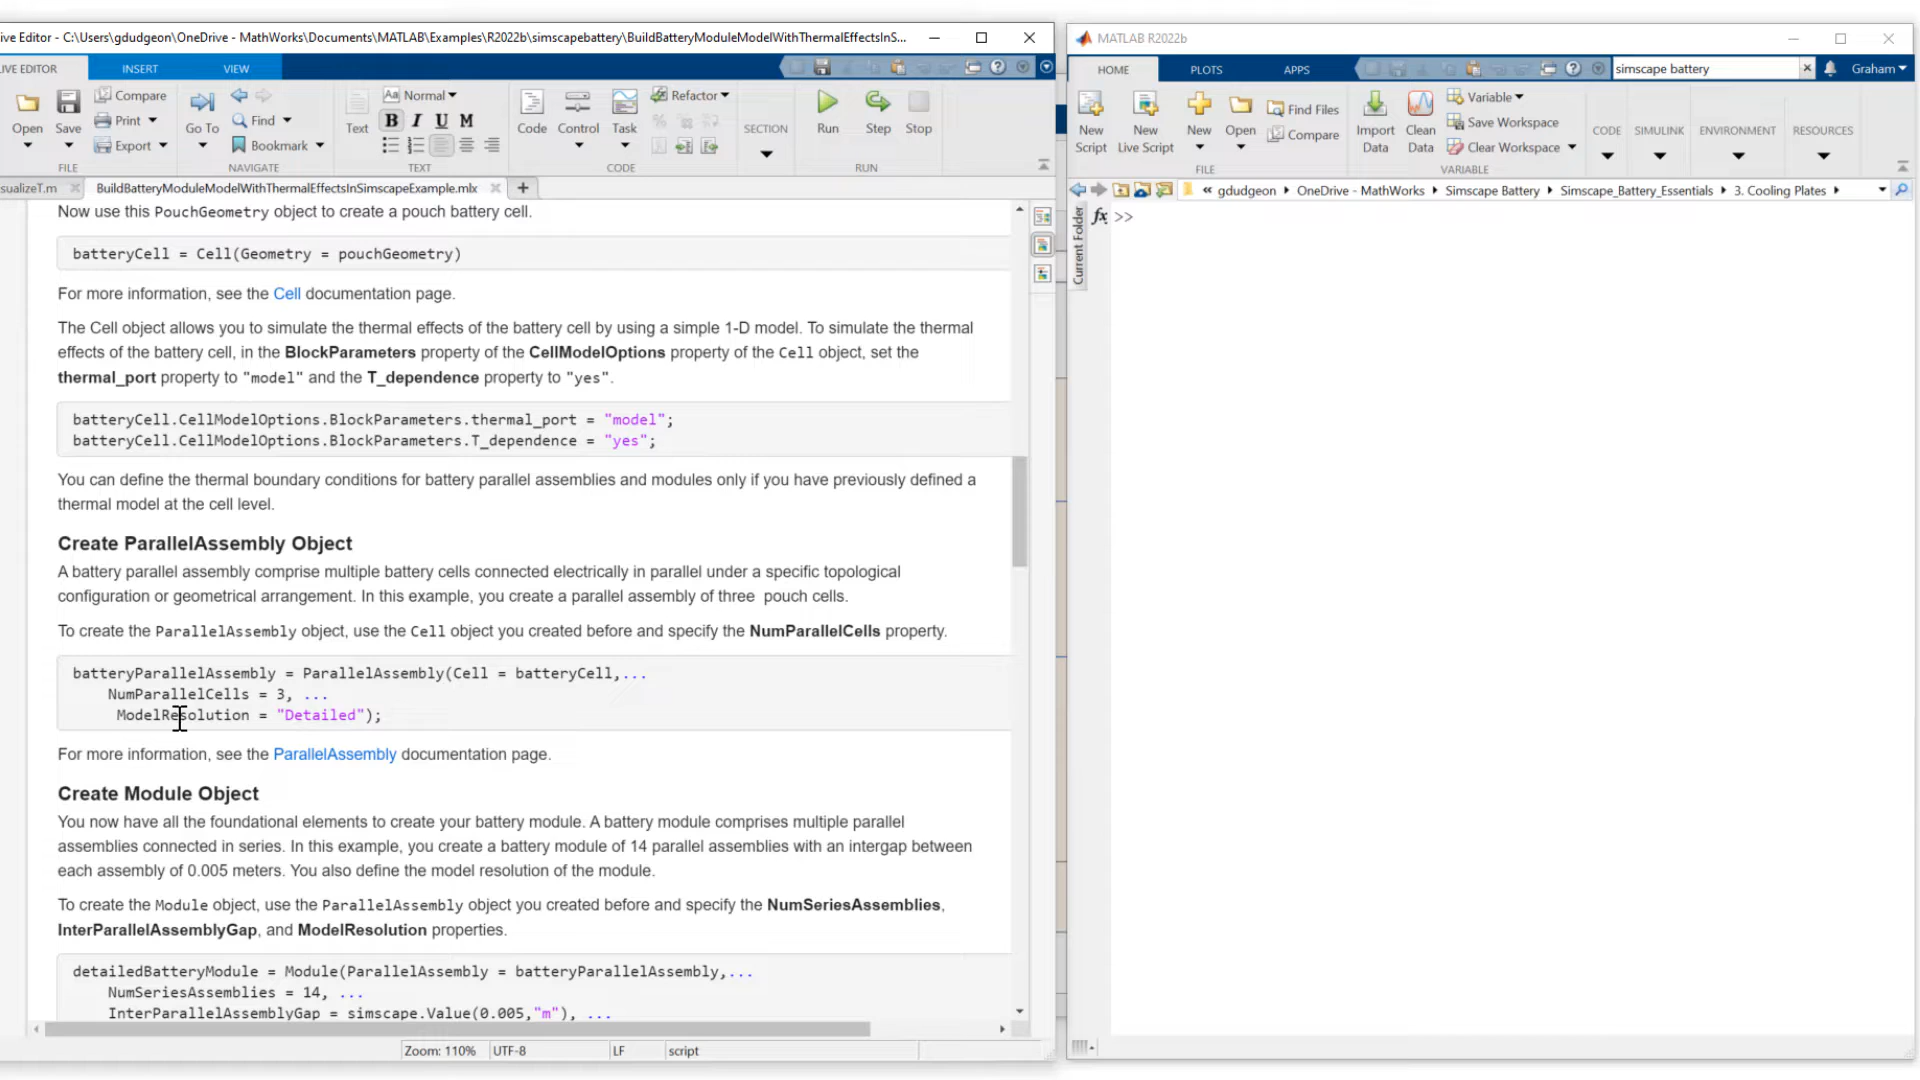 ive Editor - C:\Users\gdudgeon\OneDrive - MathWorks\Documents\MATLAB\Examples\R2022b\simscapebattery\BuildBatteryModuleModelWithThermalEffectsInS...
IVE EDITOR INSERT VIEW
Open Save Compare Print Export
FILE
Go To Find Bookmark
NAVIGATE
Text Normal B I U M
TEXT
Code Control Task Refactor
CODE
SECTION
Run Step Stop
RUN
sualizeT.m BuildBatteryModuleModelWithThermalEffectsInSimscapeExample.mlx
Now use this PouchGeometry object to create a pouch battery cell.
batteryCell = Cell(Geometry = pouchGeometry)
For more information, see the Cell documentation page.
The Cell object allows you to simulate the thermal effects of the battery cell by using a simple 1-D model. To simulate the thermal
effects of the battery cell, in the BlockParameters property of the CellModelOptions property of the Cell object, set the
thermal_port property to "model" and the T_dependence property to "yes".
batteryCell.CellModelOptions.BlockParameters.thermal_port = "model";
batteryCell.CellModelOptions.BlockParameters.T_dependence = "yes";
You can define the thermal boundary conditions for battery parallel assemblies and modules only if you have previously defined a
thermal model at the cell level.
Create ParallelAssembly Object
A battery parallel assembly comprise multiple battery cells connected electrically in parallel under a specific topological
configuration or geometrical arrangement. In this example, you create a parallel assembly of three pouch cells.
To create the ParallelAssembly object, use the Cell object you created before and specify the NumParallelCells property.
batteryParallelAssembly = ParallelAssembly(Cell = batteryCell,...
NumParallelCells = 3, ...
ModelResolution = "Detailed");
For more information, see the ParallelAssembly documentation page.
Create Module Object
You now have all the foundational elements to create your battery module. A battery module comprises multiple parallel
assemblies connected in series. In this example, you create a battery module of 14 parallel assemblies with an intergap between
each assembly of 0.005 meters. You also define the model resolution of the module.
To create the Module object, use the ParallelAssembly object you created before and specify the NumSeriesAssemblies,
InterParallelAssemblyGap, and ModelResolution properties.
detailedBatteryModule = Module(ParallelAssembly = batteryParallelAssembly,...
NumSeriesAssemblies = 14, ...
InterParallelAssemblyGap = simscape.Value(0.005,"m"), ...
Zoom: 110% UTF-8 LF script
MATLAB R2022b
HOME PLOTS APPS simscape battery Graham
New Script New Live Script New Open Find Files Compare
FILE
Import Data Clean Data Variable Save Workspace Clear Workspace
VARIABLE
CODE SIMULINK ENVIRONMENT RESOURCES
« gdudgeon OneDrive - MathWorks Simscape Battery Simscape_Battery_Essentials 3. Cooling Plates
Current Folder
fx >>